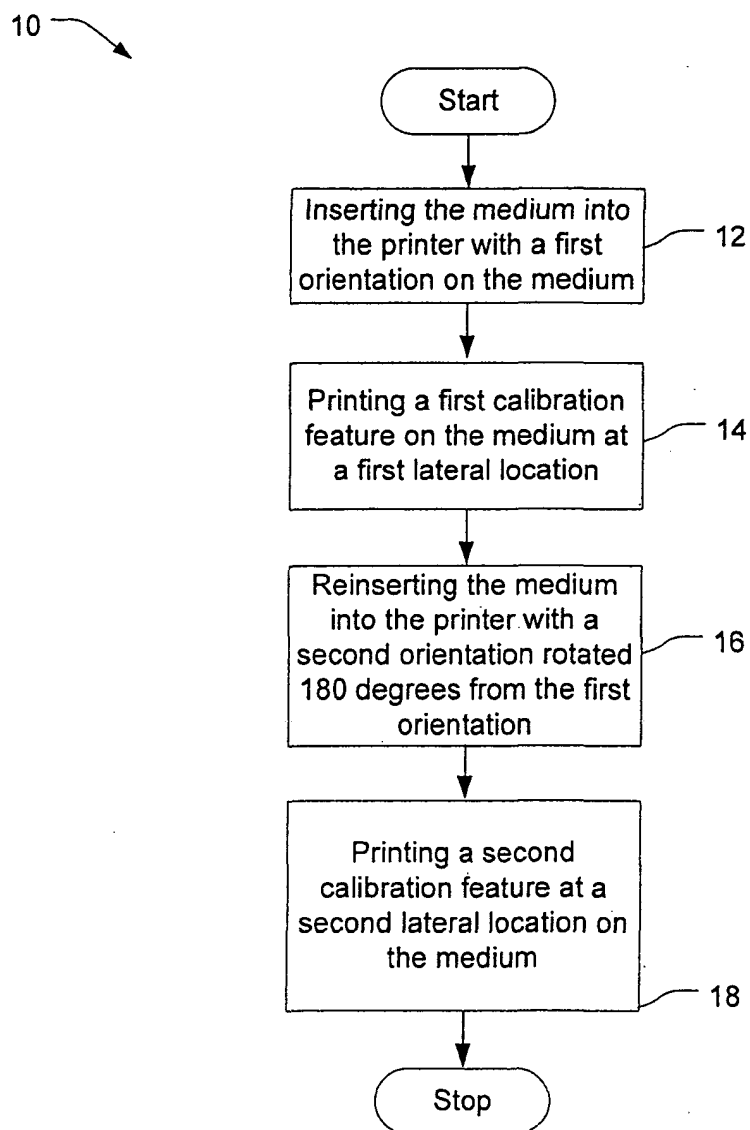 10
Start
Inserting the medium into
the printer with a first
orientation on the medium
12
Printing a first calibration
feature on the medium at
a first lateral location
14
Reinserting the medium
into the printer with a
second orientation rotated
180 degrees from the first
orientation
16
Printing a second
calibration feature at a
second lateral location on
the medium
18
Stop